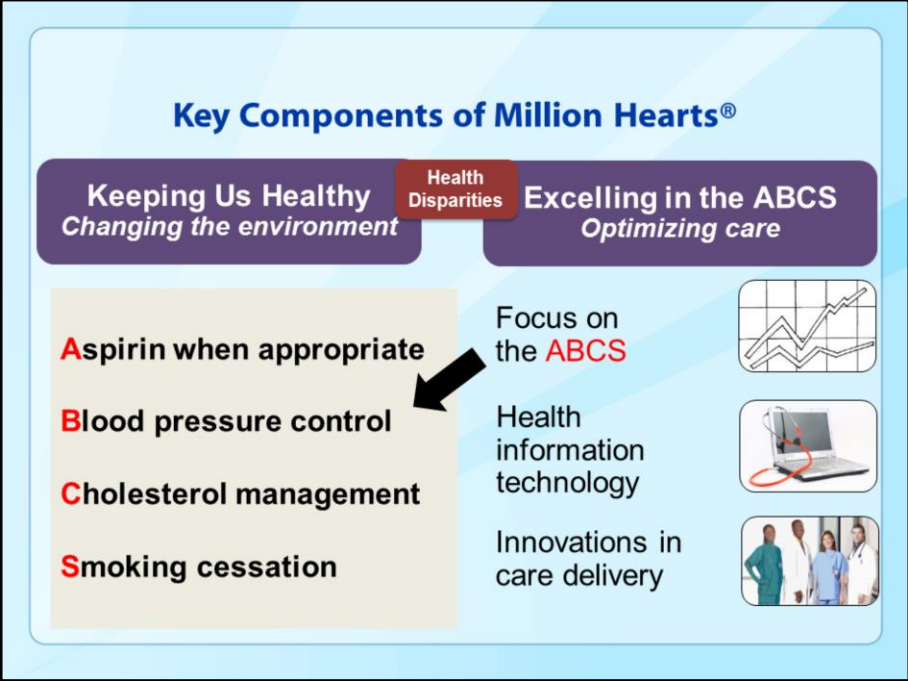 Key Components of Million Hearts®
Keeping Us Healthy
Changing the environment
Health
Disparities
Excelling in the ABCS
Optimizing care
Aspirin when appropriate
Blood pressure control
Cholesterol management
Smoking cessation
Focus on
the ABCS
Health
information
technology
Innovations in
care delivery